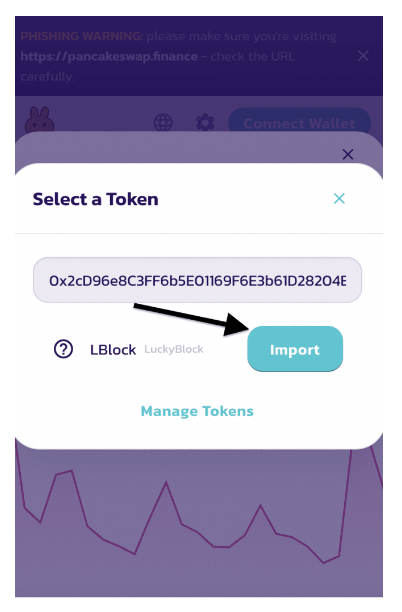 PHISHING WARNING: please make sure you're visiting
https://pancakeswap.finance - check the URL
carefully
Connect Wallet
Select a Token
0x2cD96e8C3FF6b5E01169F6E3b61D28204E
LBlock LuckyBlock
Import
Manage Tokens